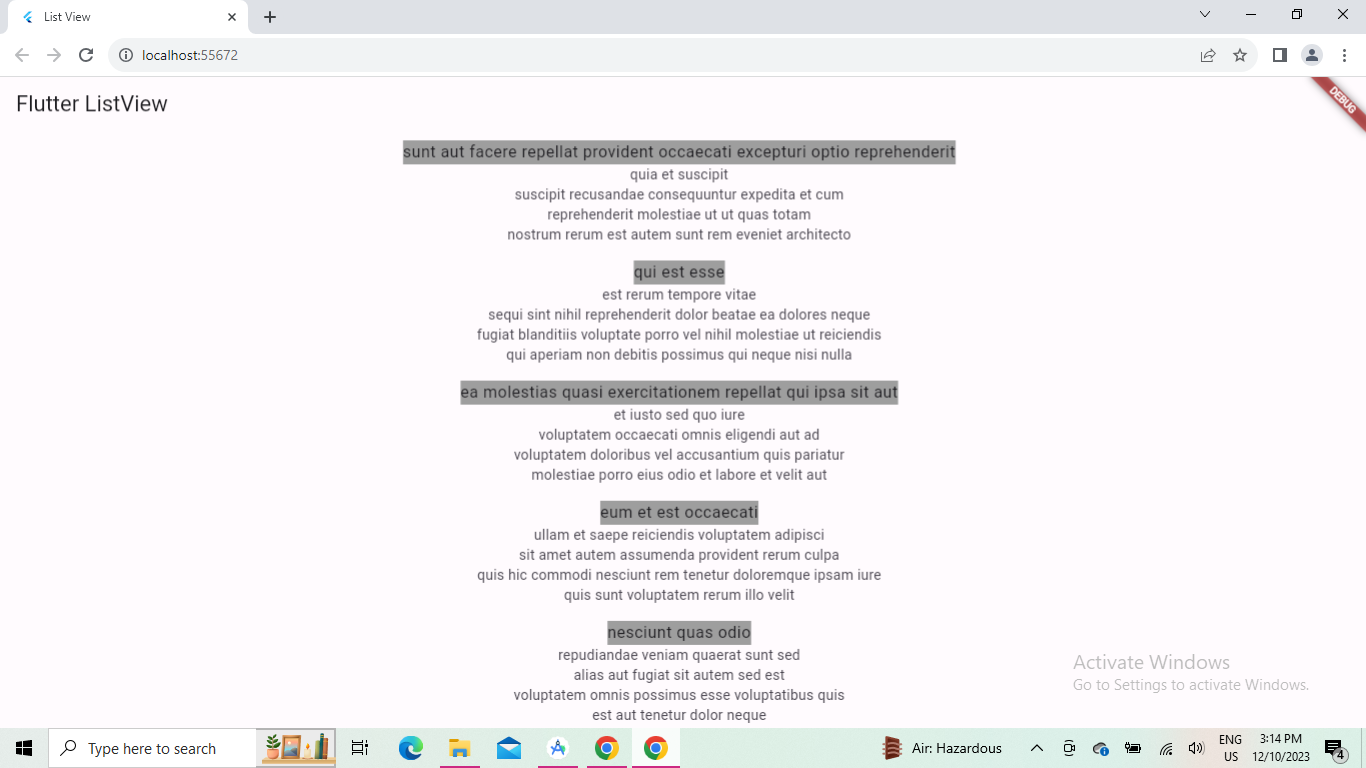 List View
localhost:55672
Flutter ListView
DEBUG
sunt aut facere repellat provident occaecati excepturi optio reprehenderit
quia et suscipit
suscipit recusandae consequuntur expedita et cum
reprehenderit molestiae ut ut quas totam
nostrum rerum est autem sunt rem eveniet architecto
qui est esse
est rerum tempore vitae
sequi sint nihil reprehenderit dolor beatae ea dolores neque
fugiat blanditiis voluptate porro vel nihil molestiae ut reiciendis
qui aperiam non debitis possimus qui neque nisi nulla
ea molestias quasi exercitationem repellat qui ipsa sit aut
et iusto sed quo iure
voluptatem occaecati omnis eligendi aut ad
voluptatem doloribus vel accusantium quis pariatur
molestiae porro eius odio et labore et velit aut
eum et est occaecati
ullam et saepe reiciendis voluptatem adipisci
sit amet autem assumenda provident rerum culpa
quis hic commodi nesciunt rem tenetur doloremque ipsam iure
quis sunt voluptatem rerum illo velit
nesciunt quas odio
repudiandae veniam quaerat sunt sed
alias aut fugiat sit autem sed est
voluptatem omnis possimus esse voluptatibus quis
est aut tenetur dolor neque
Activate Windows
Go to Settings to activate Windows.
Type here to search
Air: Hazardous
ENG
US
3:14 PM
12/10/2023
4